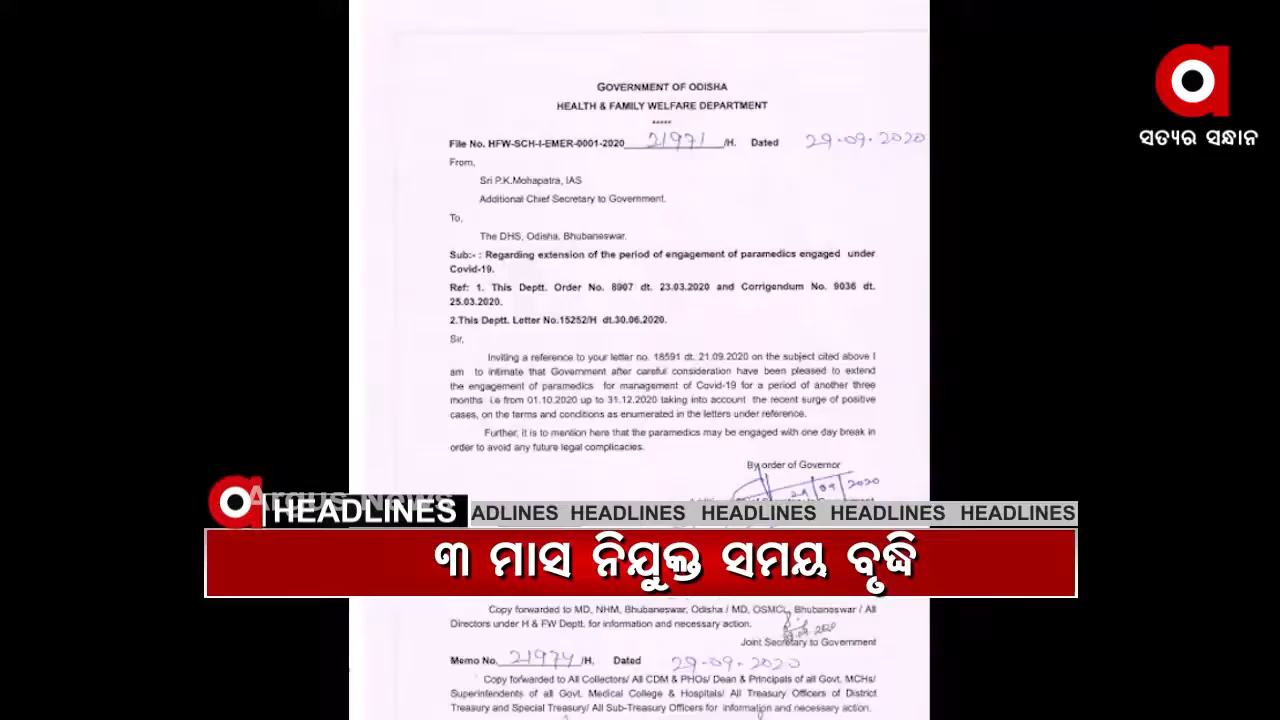 GOVERNMENT OF ODISHA
HEALTH & FAMILY WELFARE DEPARTMENT
*****
File No. HFW-SCH-I-EMER-0001-2020 21971 /H. Dated 29.09.2020
From,
Sri P.K.Mohapatra, IAS
Additional Chief Secretary to Government.
To,
The DHS, Odisha, Bhubaneswar.
Sub:- : Regarding extension of the period of engagement of paramedics engaged under
Covid-19.
Ref: 1. This Deptt. Order No. 8907 dt. 23.03.2020 and Corrigendum No. 9036 dt.
25.03.2020.
2.This Deptt. Letter No.15252/H dt.30.06.2020.
Sir,
Inviting a reference to your letter no. 18591 dt. 21.09.2020 on the subject cited above I
am to intimate that Government after careful consideration have been pleased to extend
the engagement of paramedics for management of Covid-19 for a period of another three
months i.e from 01.10.2020 up to 31.12.2020 taking into account the recent surge of positive
cases, on the terms and conditions as enumerated in the letters under reference.
Further, it is to mention here that the paramedics may be engaged with one day break in
order to avoid any future legal complicacies.
By order of Governor
29/09/2020
ସତ୍ୟର ସନ୍ଧାନ
Argus News
HEADLINES ADLINES HEADLINES HEADLINES HEADLINES HEADLINES
୩ ମାସ ନିଯୁକ୍ତ ସମୟ ବୃଦ୍ଧି
Copy forwarded to MD, NHM, Bhubaneswar, Odisha / MD, OSMCL, Bhubaneswar / All
Directors under H & FW Deptt. for information and necessary action.
Joint Secretary to Government
Memo No. 21974 /H. Dated 29-09-2020
Copy forwarded to All Collectors/ All CDM & PHOs/ Dean & Principals of all Govt. MCHs/
Superintendents of all Govt. Medical College & Hospitals/ All Treasury Officers of District
Treasury and Special Treasury/ All Sub-Treasury Officers for information and necessary action.